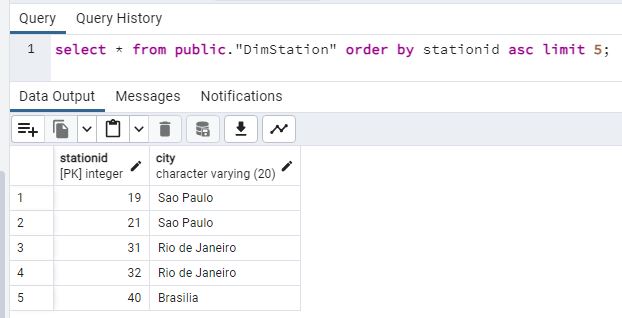 Query Query History
1 select * from public."DimStation" order by stationid asc limit 5;
Data Output Messages Notifications
stationid city
[PK] integer character varying (20)
1 19 Sao Paulo
2 21 Sao Paulo
3 31 Rio de Janeiro
4 32 Rio de Janeiro
5 40 Brasilia